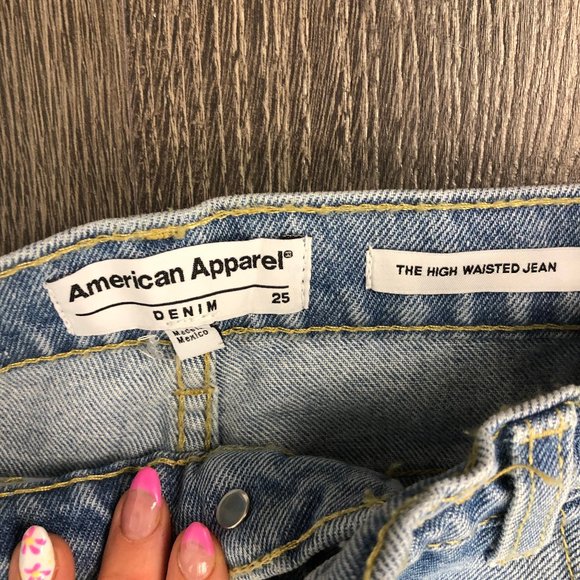 American Apparel®
DENIM 25
Made in
Mexico
THE HIGH WAISTED JEAN